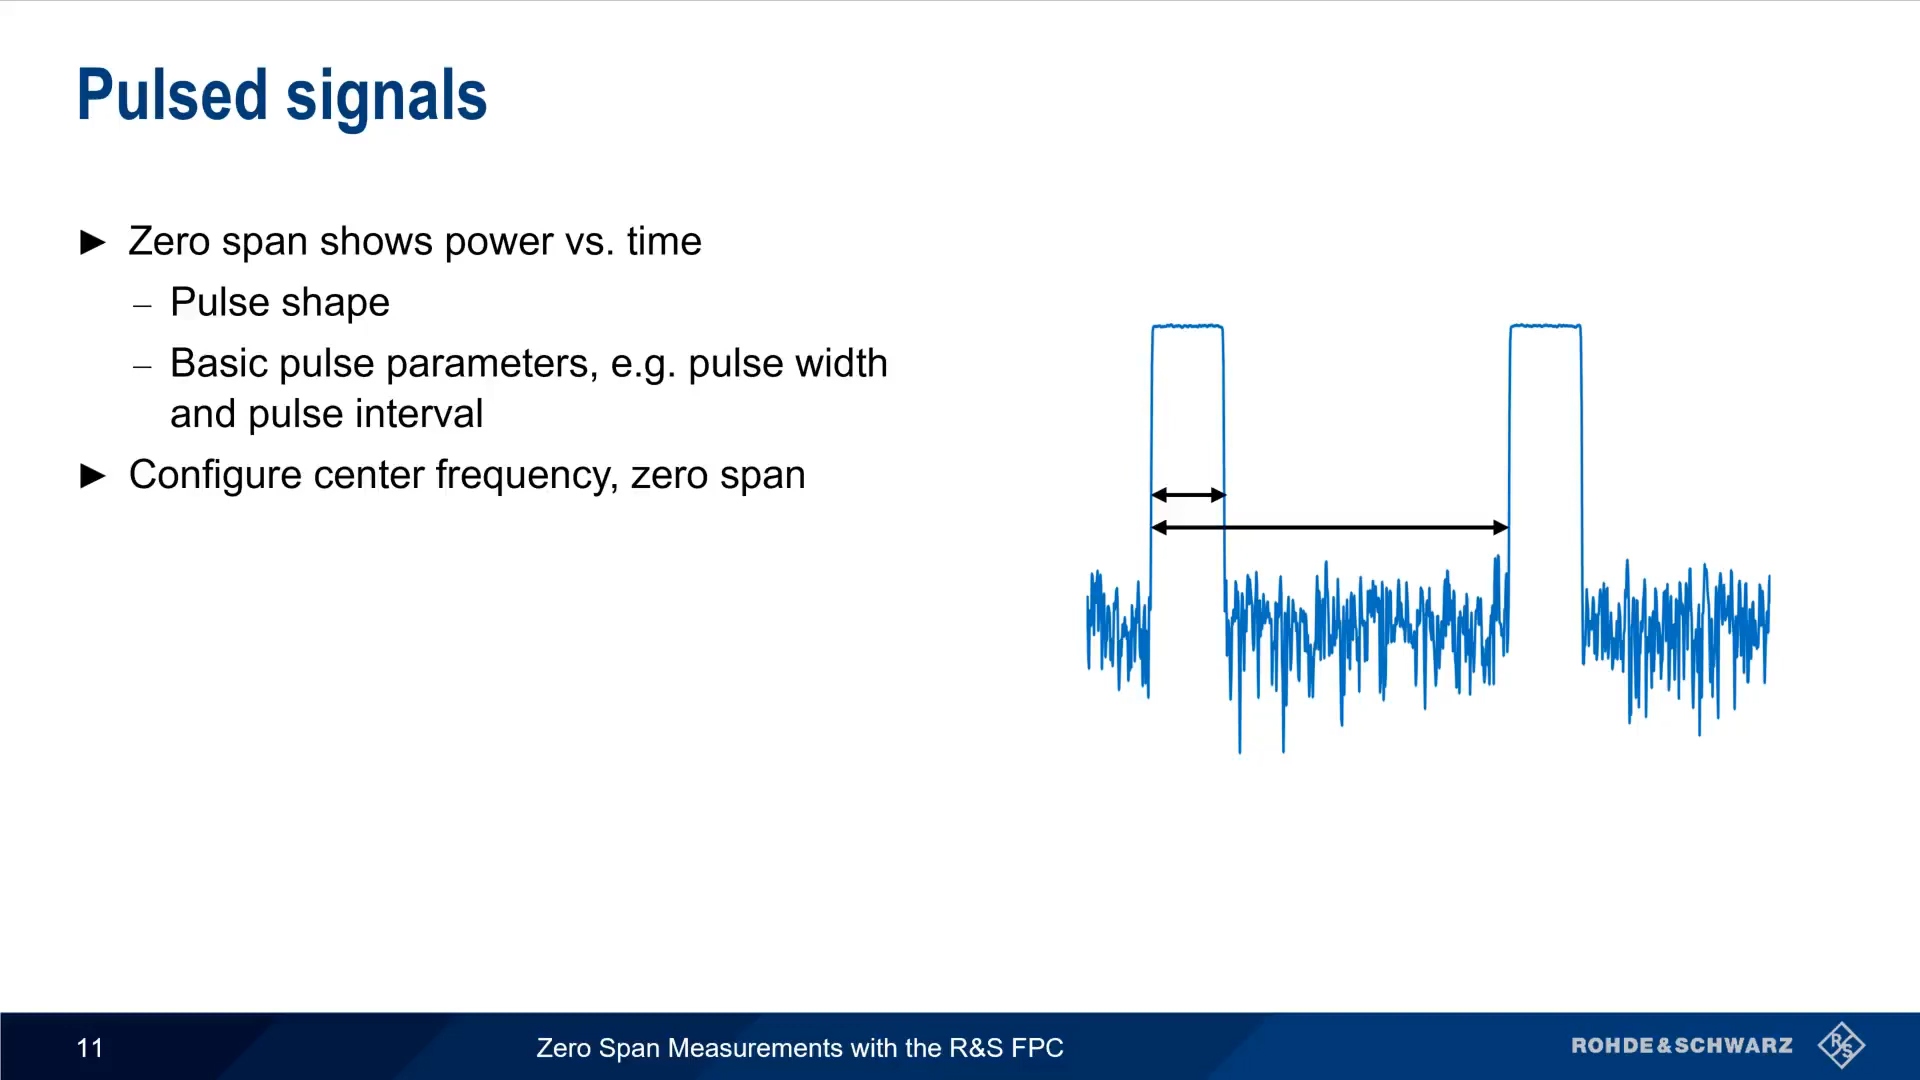 Pulsed signals
► Zero span shows power vs. time
– Pulse shape
– Basic pulse parameters, e.g. pulse width
and pulse interval
► Configure center frequency, zero span
11
Zero Span Measurements with the R&S FPC
ROHDE&SCHWARZ
R&S